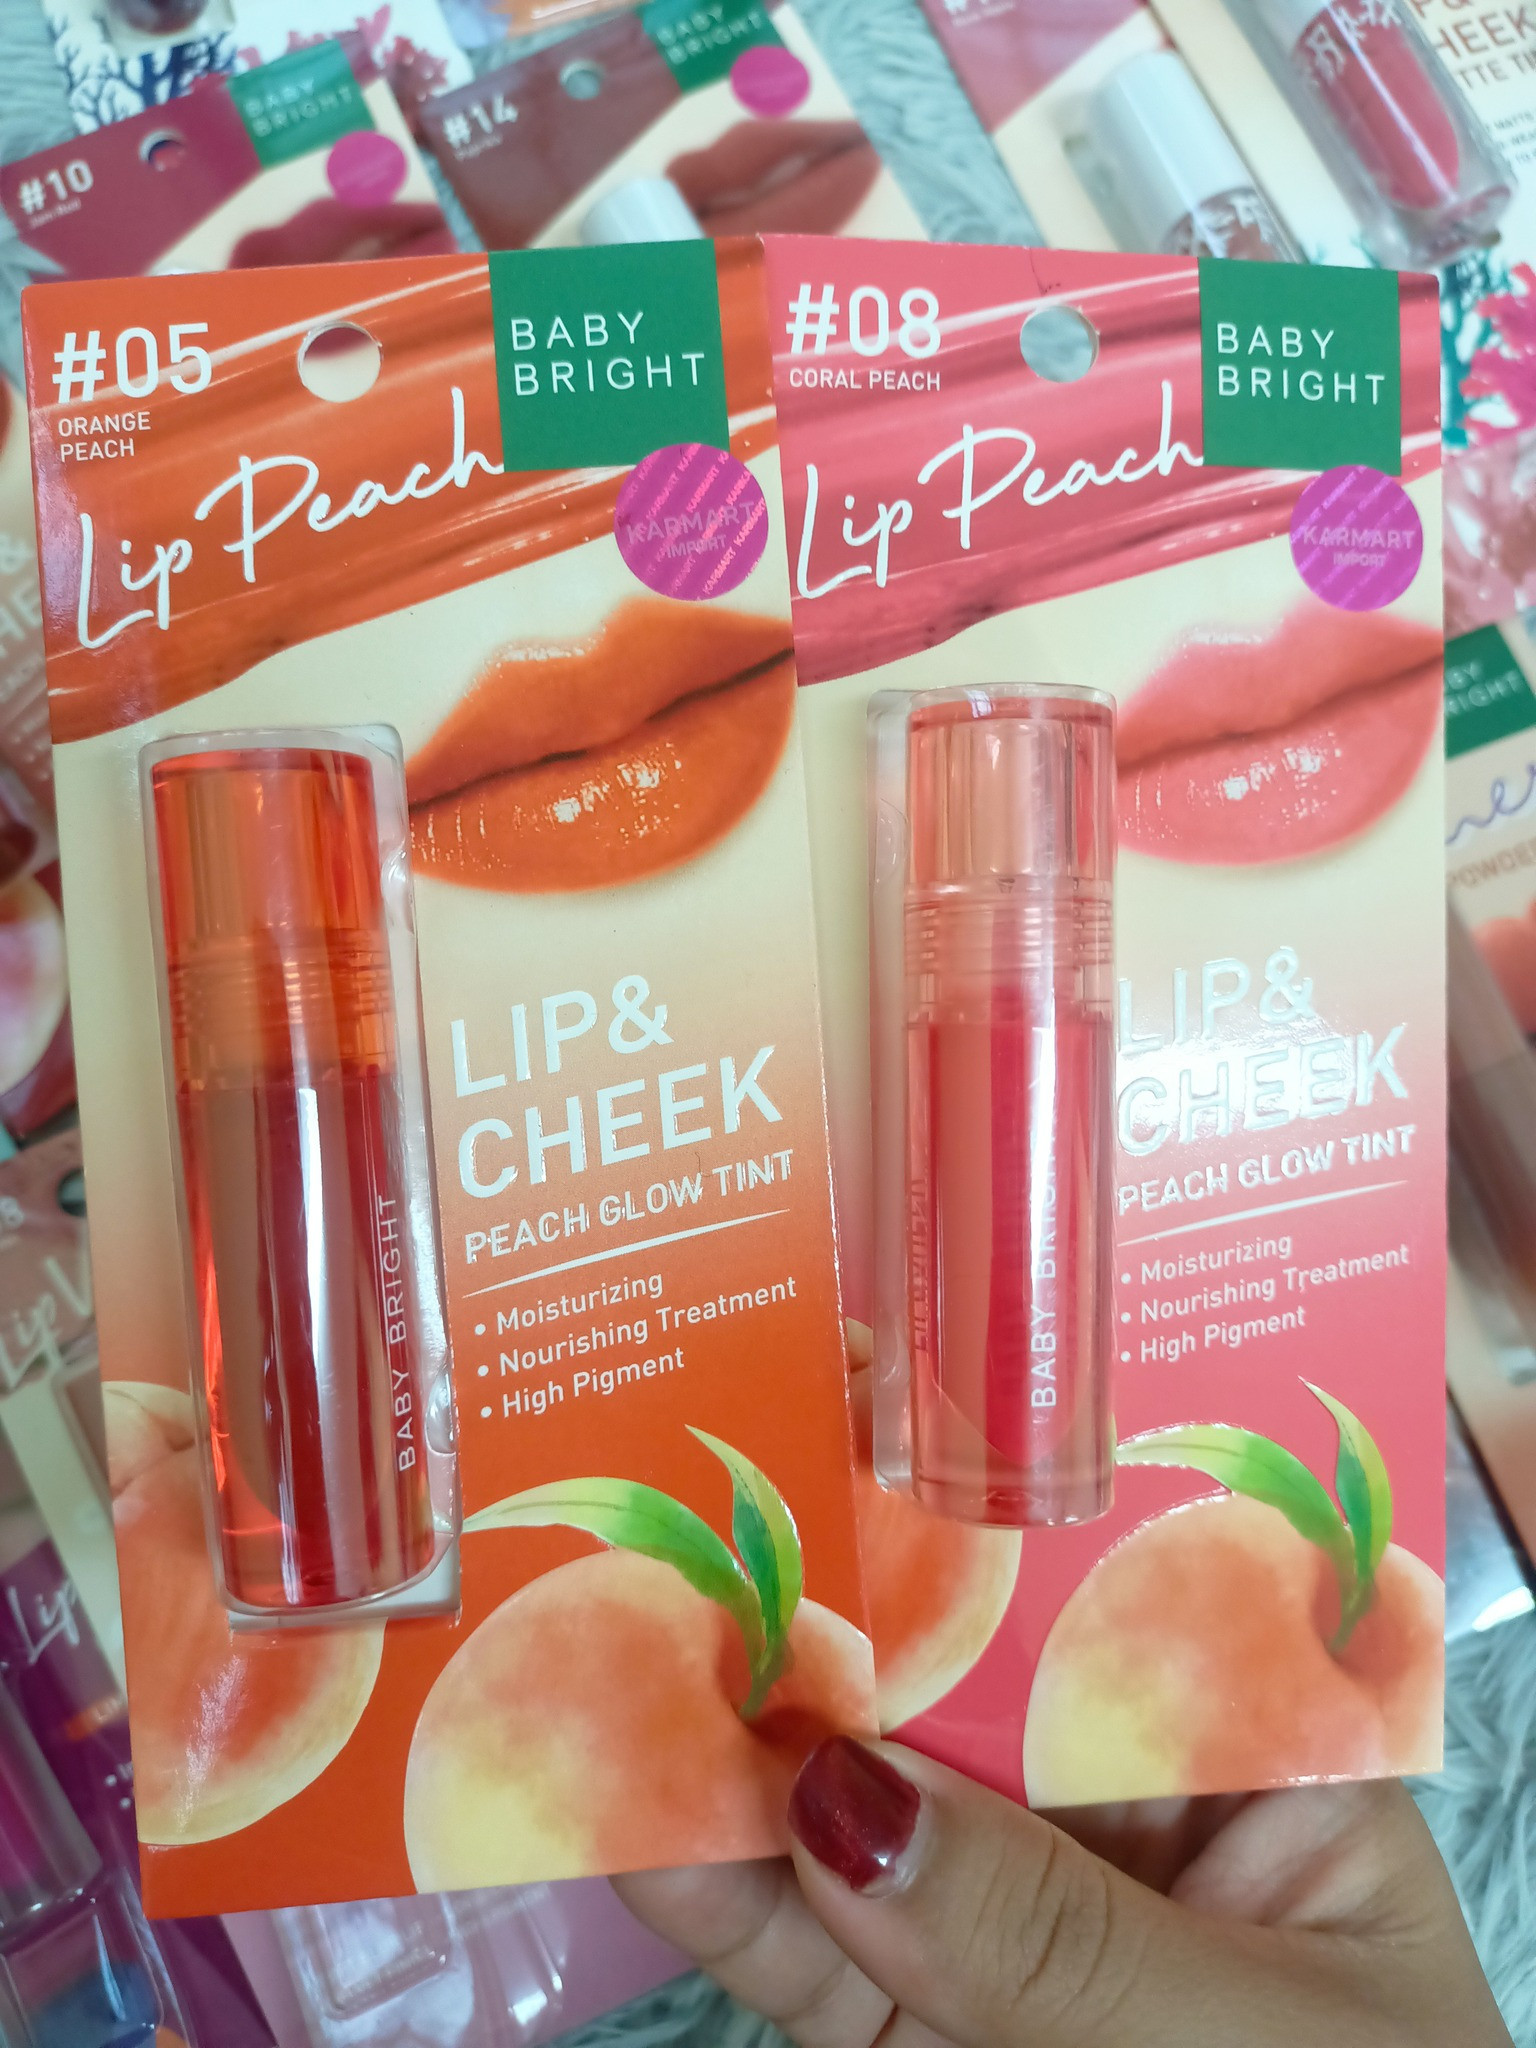 #10
BABY
BRIGHT
#14
BABY
BRIGHT
#05
ORANGE
PEACH
Lip Peach
BABY
BRIGHT
KARMART
IMPORT
LIP&
CHEEK
PEACH GLOW TINT
• Moisturizing
• Nourishing Treatment
• High Pigment
BABY BRIGHT
#08
CORAL PEACH
Lip Peach
BABY
BRIGHT
KARMART
IMPORT
LIP&
CHEEK
PEACH GLOW TINT
• Moisturizing
• Nourishing Treatment
• High Pigment
BABY BRIGHT